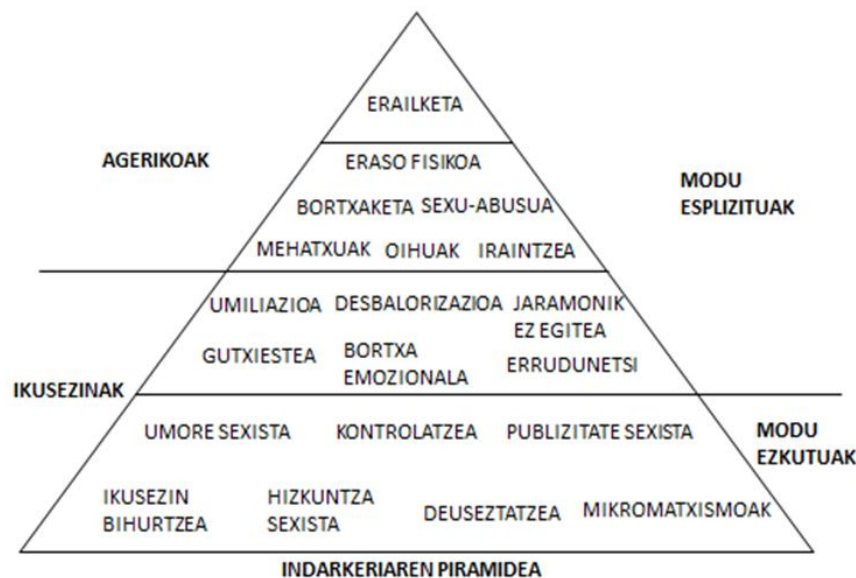 ERAILKETA
AGERIKOAK
ERASO FISIKOA
MODU
ESPLIZITUAK
BORTXAKETA SEXU-ABUSUA
MEHATXUAK OIHUAK IRAINTZEA
UMILIAZIOA DESBALORIZAZIOA JARAMONIK
EZ EGITEA
GUTXIESTEA BORTXA
EMOZIONALA ERRUDUNETSI
IKUSEZINAK
UMORE SEXISTA KONTROLATZEA PUBLIZITATE SEXISTA MODU
EZKUTUAK
IKUSEZIN
BIHURTZEA
HIZKUNTZA
SEXISTA
DEUSEZTATZEA MIKROMATXISMOAK
INDARKERIAREN PIRAMIDEA